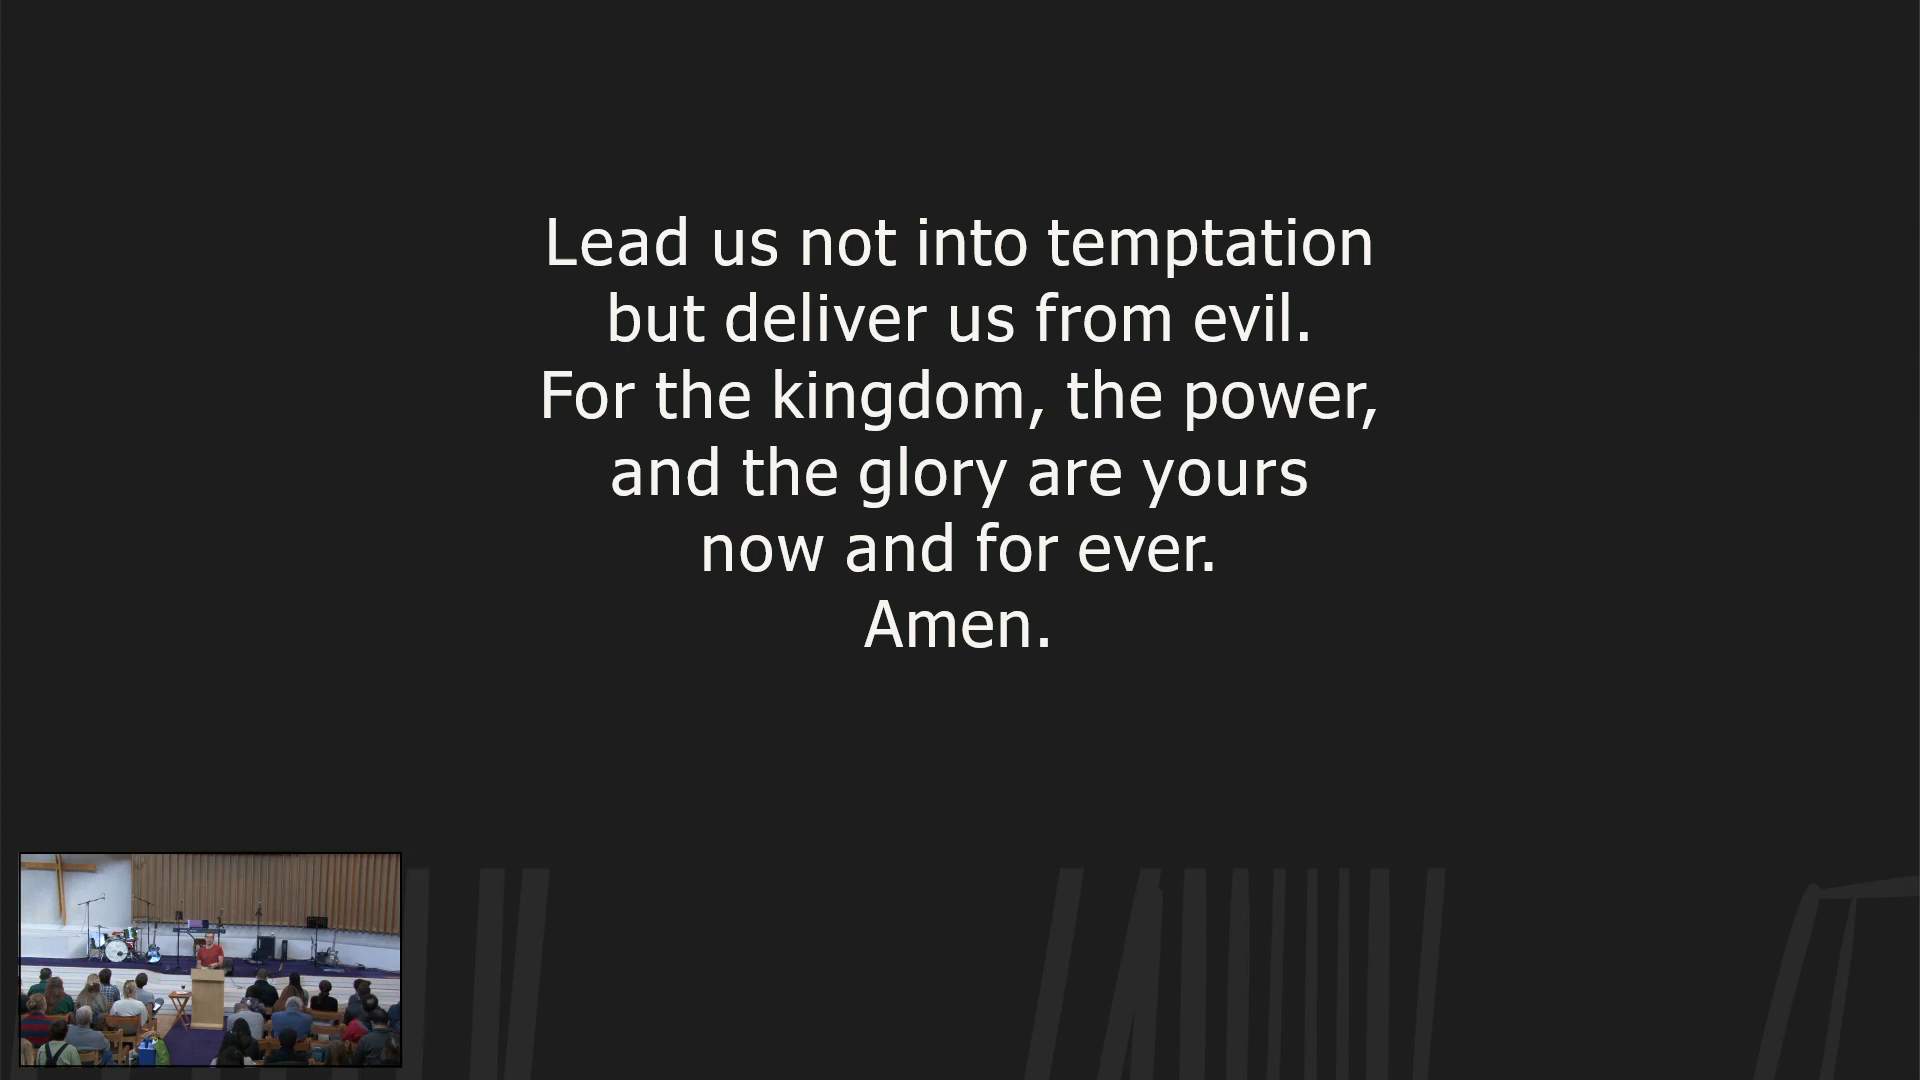 Lead us not into temptation
but deliver us from evil.
For the kingdom, the power,
and the glory are yours
now and for ever.
Amen.